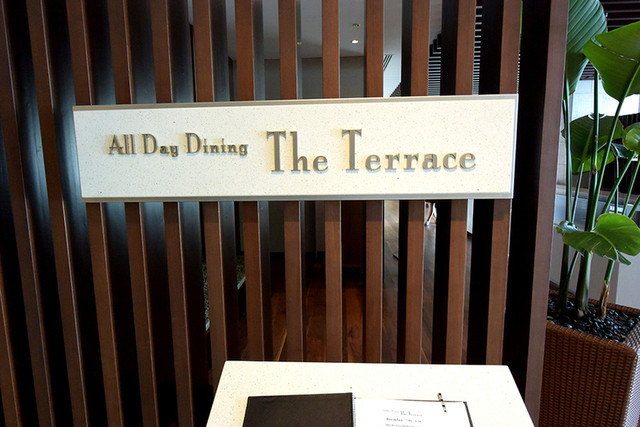 All Day Dining The Terrace